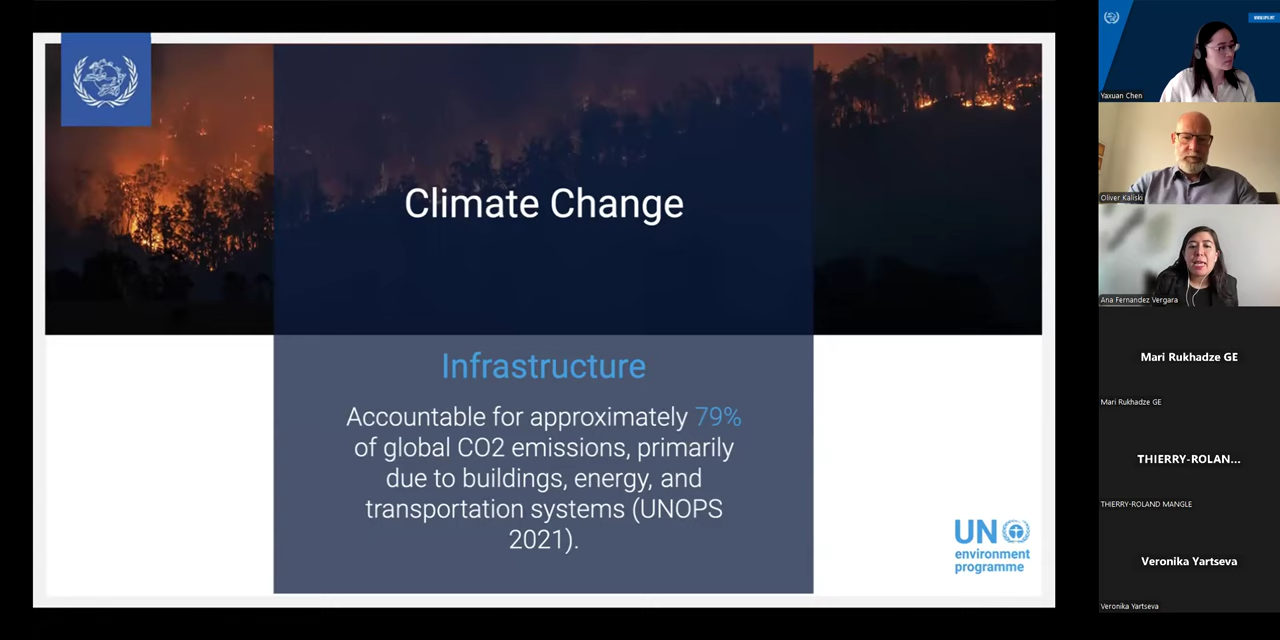 Climate Change
Infrastructure
Accountable for approximately 79%
of global CO2 emissions, primarily
due to buildings, energy, and
transportation systems (UNOPS
2021).
UN
environment
programme
Yaxuan Chen
Oliver Kaliski
Ana Fernandez Vergara
Mari Rukhadze GE
Mari Rukhadze GE
THIERRY-ROLAN...
THIERRY-ROLAND MANGLE
Veronika Yartseva
Veronika Yartseva